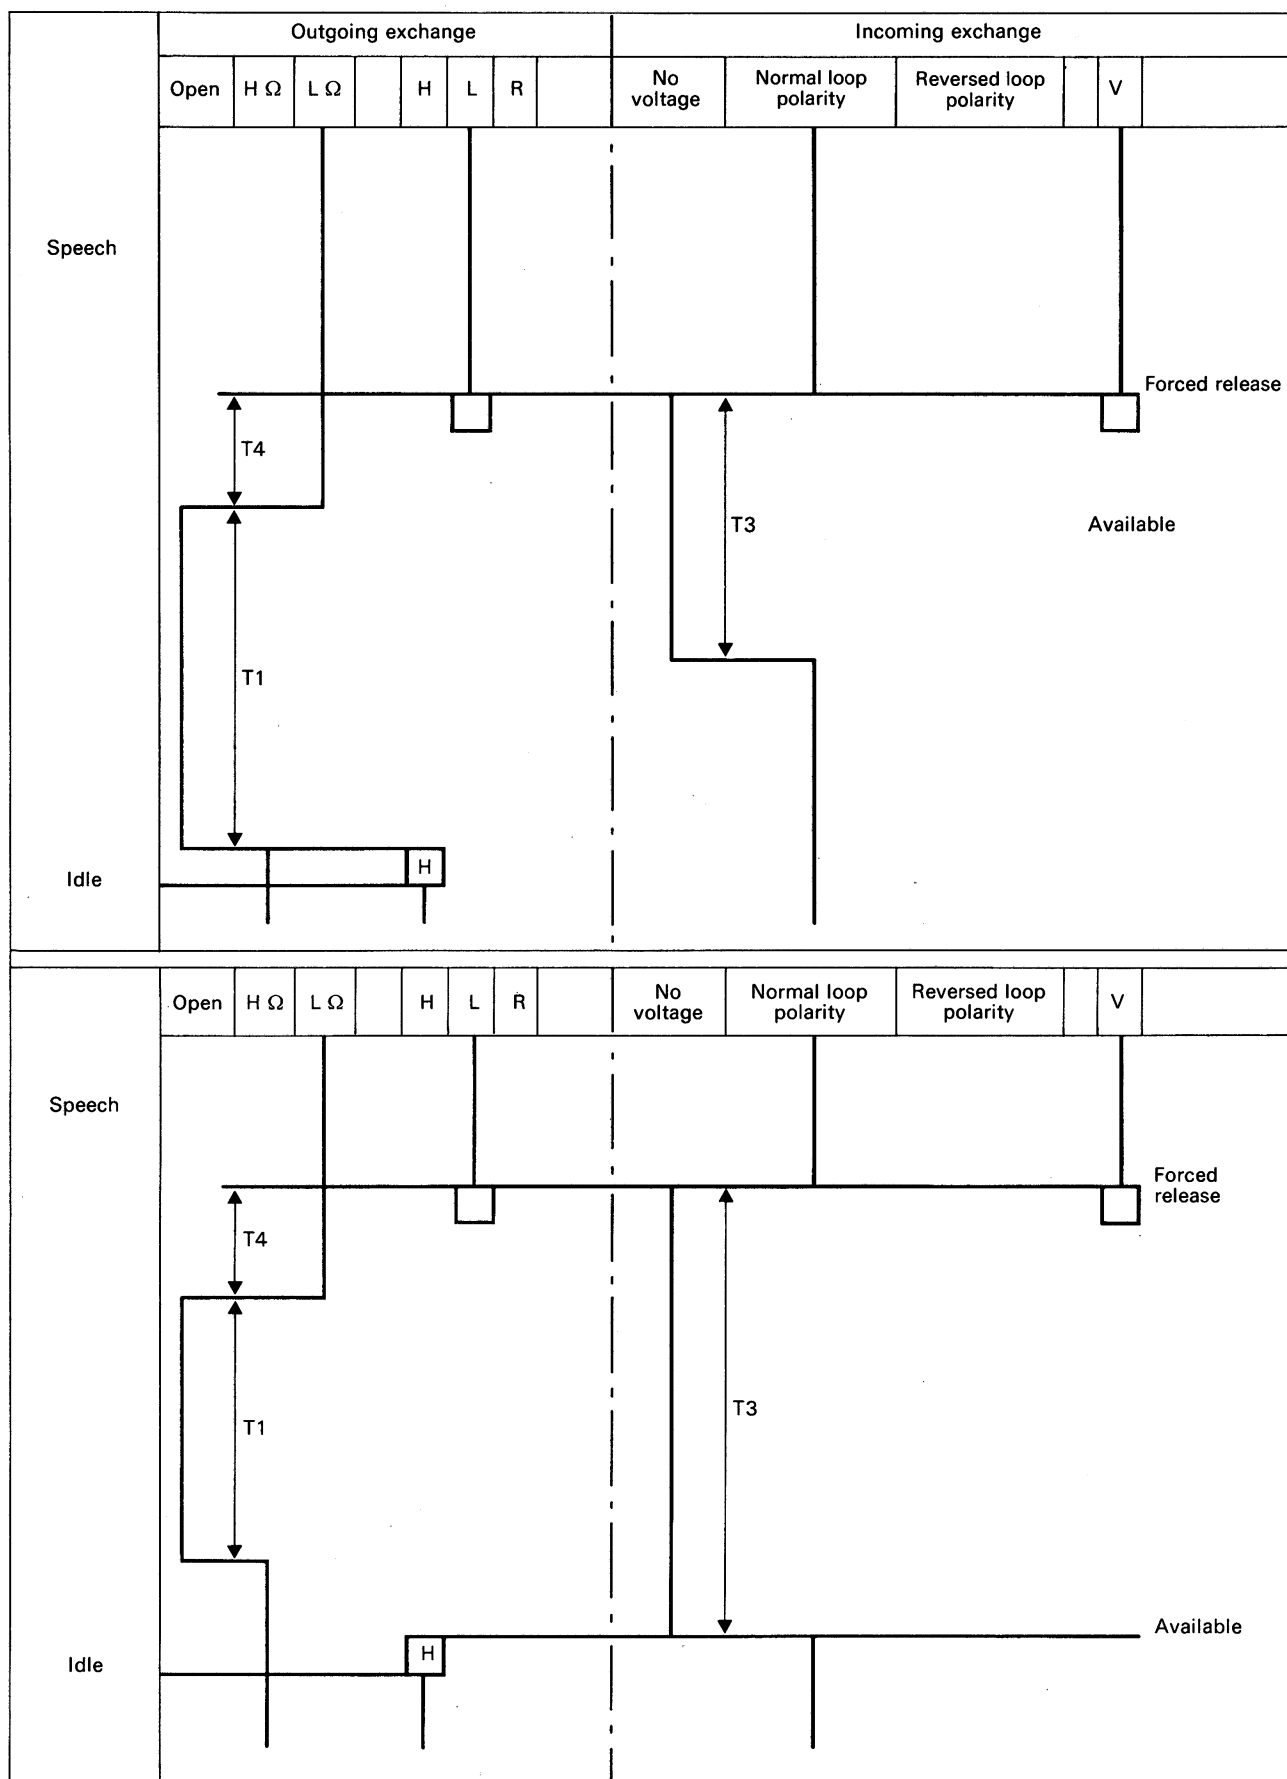 Outgoing exchange
Incoming exchange
Open
H Ω
L Ω
H
L
R
No
voltage
Normal loop
polarity
Reversed loop
polarity
V
Speech
Forced release
T4
T3
Available
T1
H
Idle
Open
H Ω
L Ω
H
L
R
No
voltage
Normal loop
polarity
Reversed loop
polarity
V
Speech
Forced
release
T4
T3
T1
Available
H
Idle